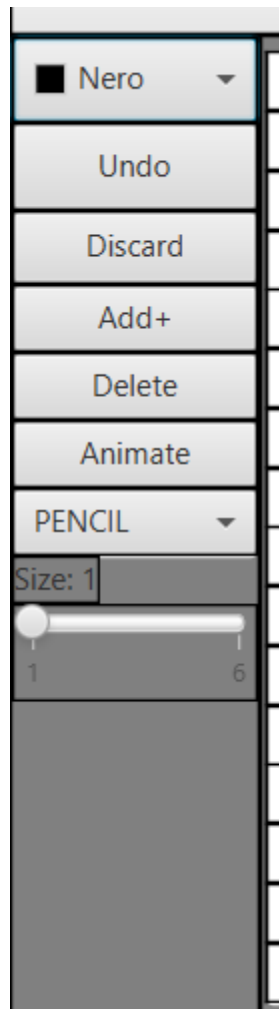 Nero
Undo
Discard
Add+
Delete
Animate
PENCIL
Size: 1
1 6